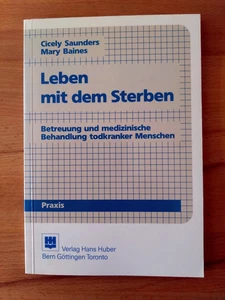 Cicely Saunders
Mary Baines
Leben
mit dem Sterben
Betreuung und medizinische
Behandlung todkranker Menschen
Praxis
Verlag Hans Huber
Bern Göttingen Toronto